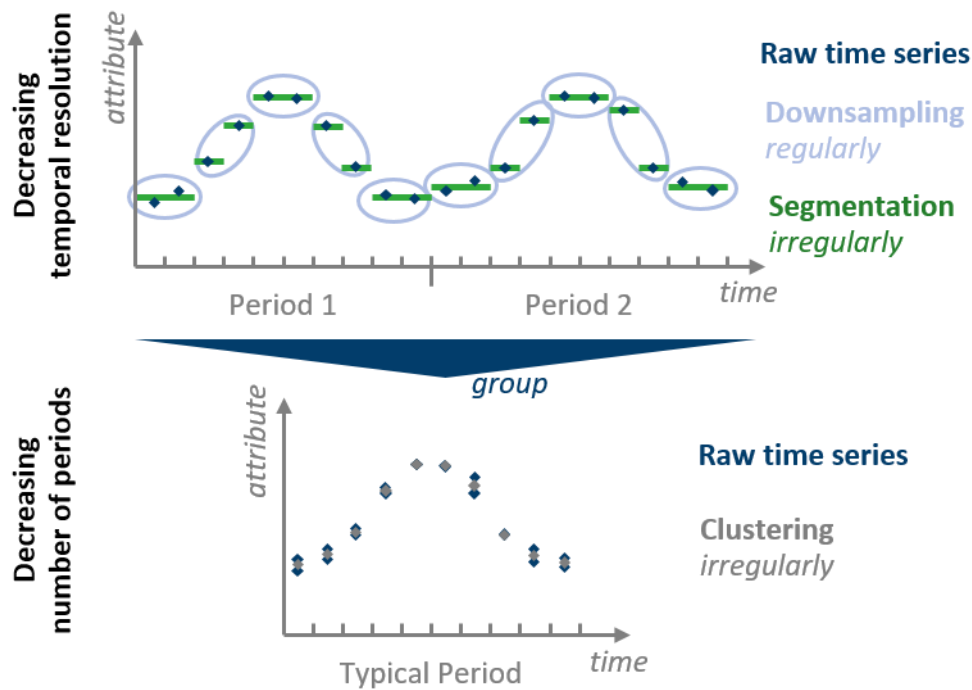 Decreasing
temporal resolution
attribute
Raw time series
Downsampling
regularly
Segmentation
irregularly
Period 1
Period 2
time
group
Decreasing
number of periods
attribute
Raw time series
Clustering
irregularly
Typical Period
time